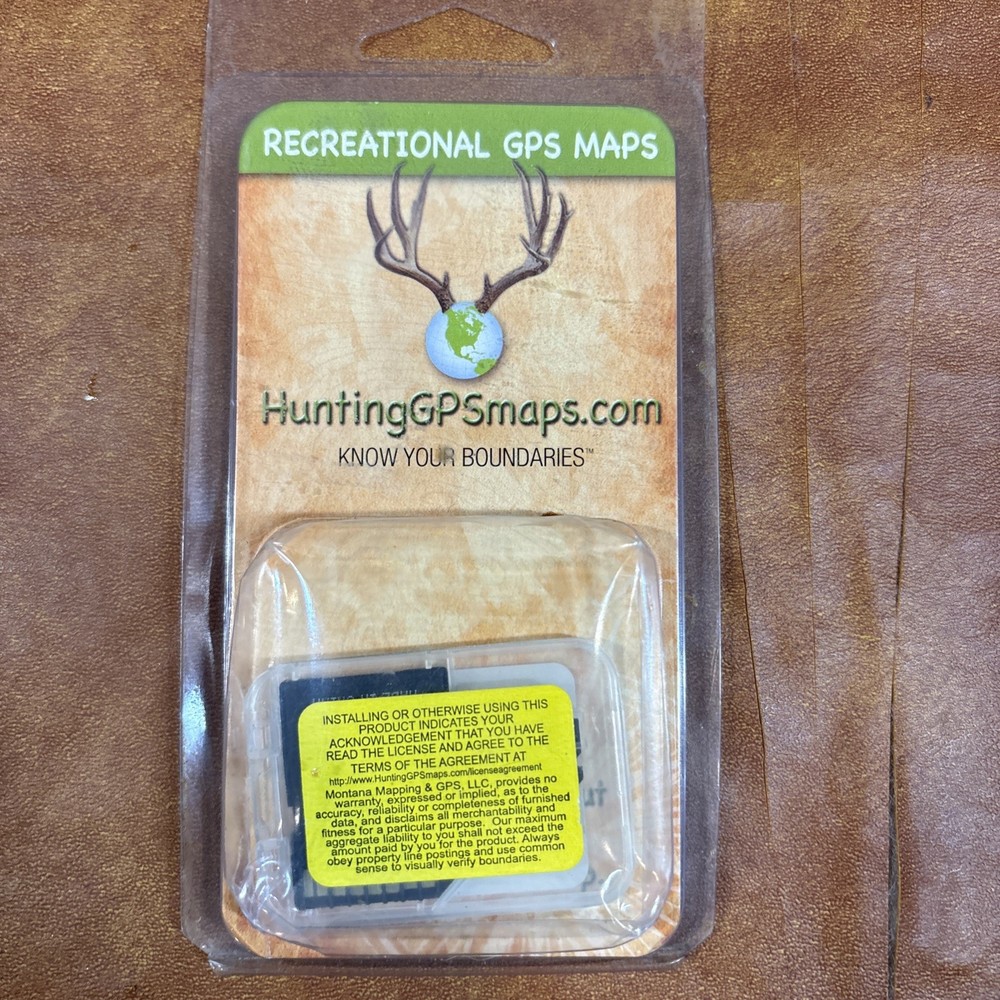 RECREATIONAL GPS MAPS
HuntingGPSmaps.com
KNOW YOUR BOUNDARIES™
MADE IN CHINA
INSTALLING OR OTHERWISE USING THIS
PRODUCT INDICATES YOUR
ACKNOWLEDGEMENT THAT YOU HAVE
READ THE LICENSE AND AGREE TO THE
TERMS OF THE AGREEMENT AT
http://www.HuntingGPSmaps.com/licenseagreement
Montana Mapping & GPS, LLC, provides no
warranty, expressed or implied, as to the
accuracy, reliability or completeness of furnished
data, and disclaims all merchantability and
fitness for a particular purpose. Our maximum
aggregate liability to you shall not exceed the
amount paid by you for the product. Always
obey property line postings and use common
sense to visually verify boundaries.